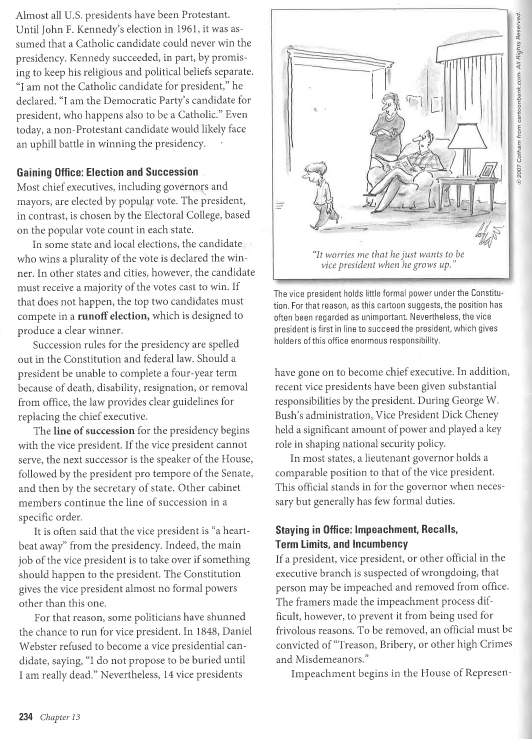 Almost all U.S. presidents have been Protestant.
Until John F. Kennedy's election in 1961, it was as-
sumed that a Catholic candidate could never win the
presidency. Kennedy succeeded, in part, by promis-
ing to keep his religious and political beliefs separate.
"I am not the Catholic candidate for president," he
declared. "I am the Democratic Party's candidate for
president, who happens also to be a Catholic." Even
today, a non-Protestant candidate would likely face
an uphill battle in winning the presidency.
Gaining Office: Election and Succession
Most chief executives, including governors and
mayors, are elected by popular vote. The president,
in contrast, is chosen by the Electoral College, based
on the popular vote count in each state.
In some state and local elections, the candidate
who wins a plurality of the vote is declared the win-
ner. In other states and cities, however, the candidate
must receive a majority of the votes cast to win. If
that does not happen, the top two candidates must
compete in a runoff election, which is designed to
produce a clear winner.
Succession rules for the presidency are spelled
out in the Constitution and federal law. Should a
president be unable to complete a four-year term
because of death, disability, resignation, or removal
from office, the law provides clear guidelines for
replacing the chief executive.
The line of succession for the presidency begins
with the vice president. If the vice president cannot
serve, the next successor is the speaker of the House,
followed by the president pro tempore of the Senate,
and then by the secretary of state. Other cabinet
members continue the line of succession in a
specific order.
It is often said that the vice president is "a heart-
beat away" from the presidency. Indeed, the main
job of the vice president is to take over if something
should happen to the president. The Constitution
gives the vice president almost no formal powers
other than this one.
For that reason, some politicians have shunned
the chance to run for vice president. In 1848, Daniel
Webster refused to become a vice presidential can-
didate, saying, "I do not propose to be buried until
I am really dead." Nevertheless, 14 vice presidents
"It worries me that he just wants to be
vice president when he grows up."
© 2007 Cotham from cartoonbank.com. All Rights Reserved.
The vice president holds little formal power under the Constitu-
tion. For that reason, as this cartoon suggests, the position has
often been regarded as unimportant. Nevertheless, the vice
president is first in line to succeed the president, which gives
holders of this office enormous responsibility.
have gone on to become chief executive. In addition,
recent vice presidents have been given substantial
responsibilities by the president. During George W.
Bush's administration, Vice President Dick Cheney
held a significant amount of power and played a key
role in shaping national security policy.
In most states, a lieutenant governor holds a
comparable position to that of the vice president.
This official stands in for the governor when neces-
sary but generally has few formal duties.
Staying in Office: Impeachment, Recalls,
Term Limits, and Incumbency
If a president, vice president, or other official in the
executive branch is suspected of wrongdoing, that
person may be impeached and removed from office.
The framers made the impeachment process dif-
ficult, however, to prevent it from being used for
frivolous reasons. To be removed, an official must be
convicted of "Treason, Bribery, or other high Crimes
and Misdemeanors."
Impeachment begins in the House of Represen-
234 Chapter 13